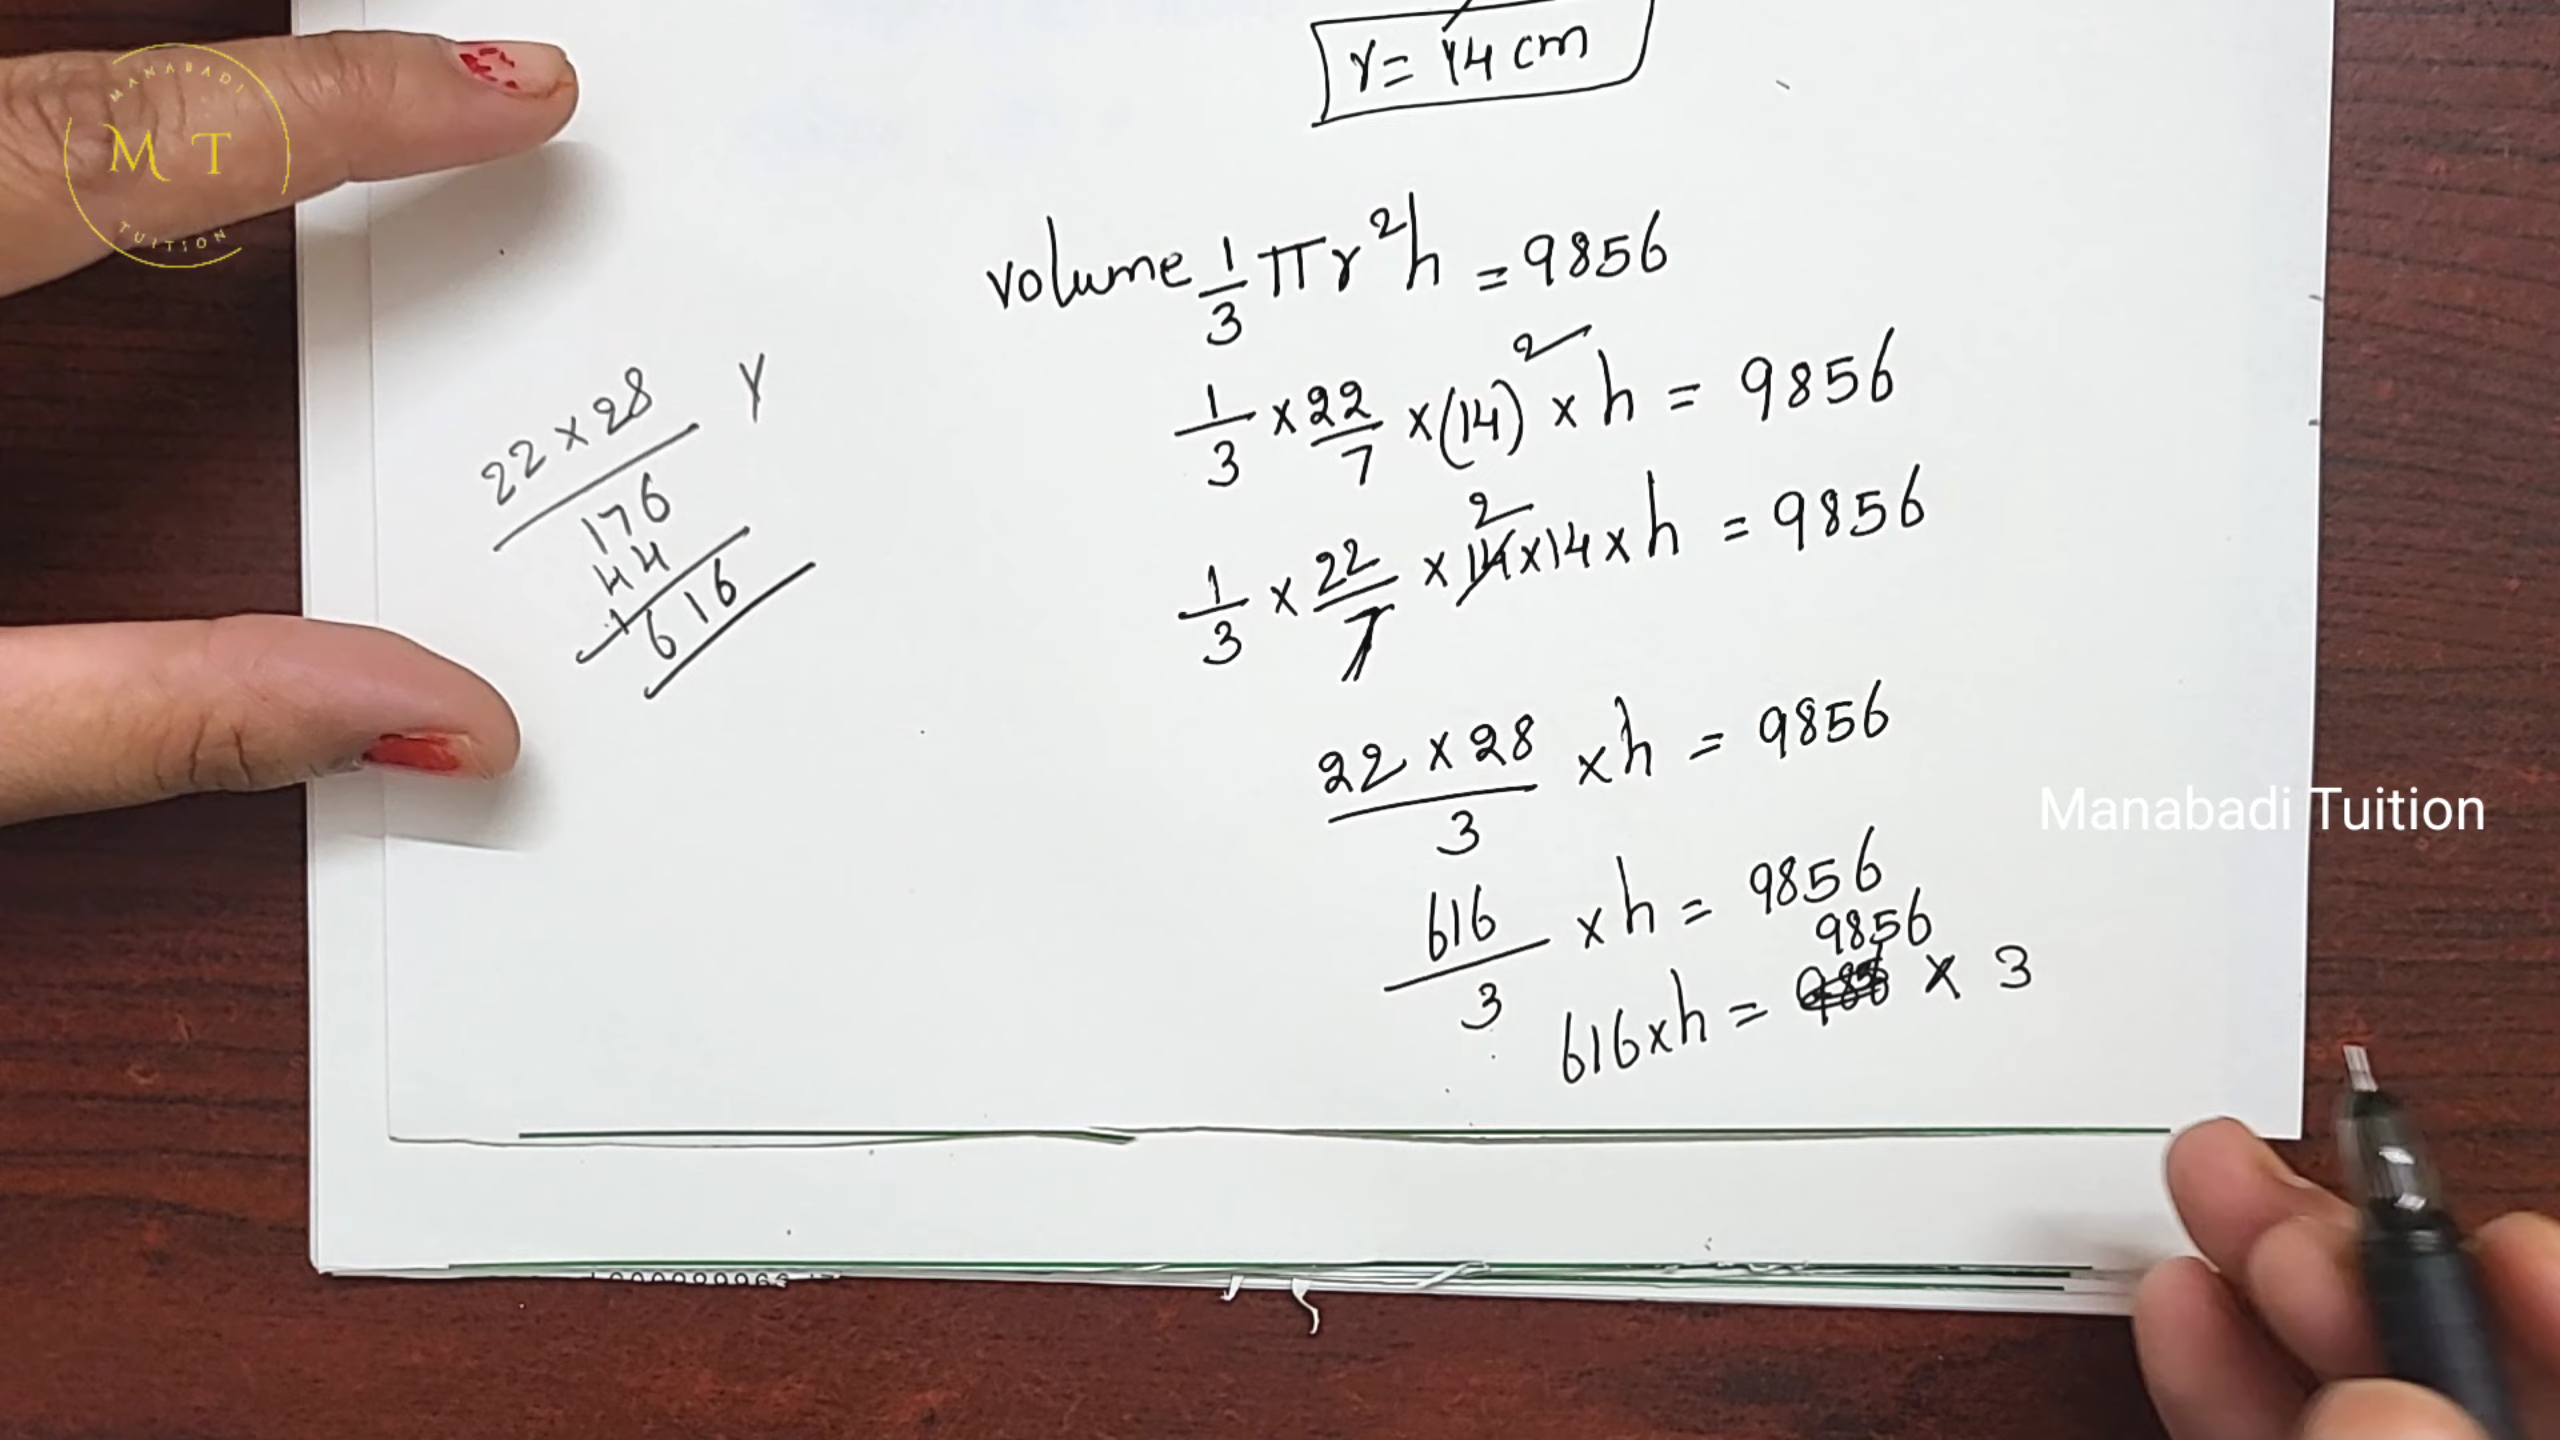 MANABADI
M T
TUITION
r = 14 cm
volume 1/3 πr²h = 9856
1/3 × 22/7 × (14)² × h = 9856
1/3 × 22/7 × 14 × 14 × h = 9856
2
22 × 28 / 3 × h = 9856
616/3 × h = 9856
9856
616 × h = × 3
22 × 28
176
44
616
Manabadi Tuition